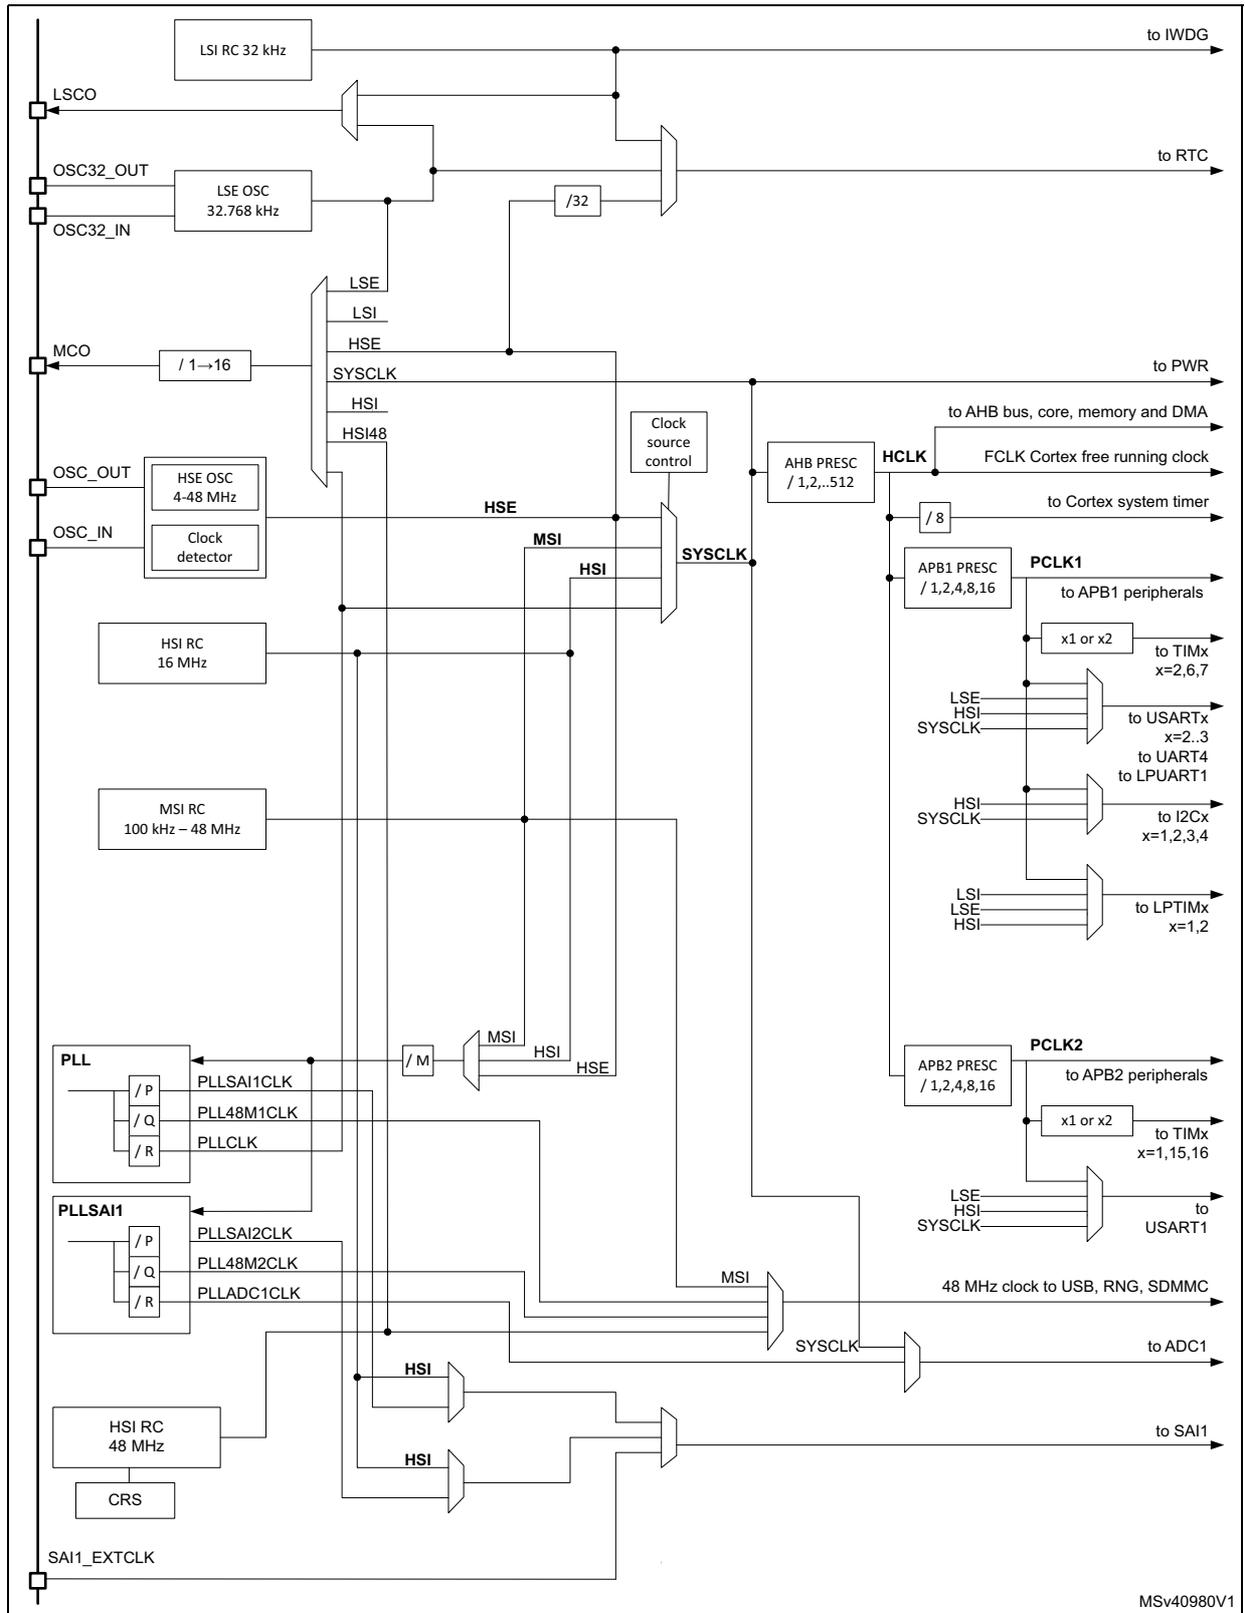 LSI RC 32 kHz
to IWDG
LSCO
OSC32_OUT
to RTC
LSE OSC
32.768 kHz
/32
OSC32_IN
LSE
LSI
HSE
MCO
/ 1→16
SYSCLK
to PWR
HSI
to AHB bus, core, memory and DMA
HSI48
Clock
source
control
OSC_OUT
HSE OSC
4-48 MHz
AHB PRESC
/ 1,2,..512
HCLK
FCLK Cortex free running clock
to Cortex system timer
/ 8
HSE
OSC_IN
Clock
detector
MSI
SYSCLK
HSI
APB1 PRESC
/ 1,2,4,8,16
PCLK1
to APB1 peripherals
HSI RC
16 MHz
x1 or x2
to TIMx
x=2,6,7
LSE
HSI
SYSCLK
to USARTx
x=2..3
to UART4
to LPUART1
MSI RC
100 kHz – 48 MHz
HSI
SYSCLK
to I2Cx
x=1,2,3,4
LSI
LSE
HSI
to LPTIMx
x=1,2
MSI
HSI
HSE
/ M
PLL
/ P
PLLSAI1CLK
/ Q
PLL48M1CLK
/ R
PLLCLK
APB2 PRESC
/ 1,2,4,8,16
PCLK2
to APB2 peripherals
x1 or x2
to TIMx
x=1,15,16
LSE
HSI
SYSCLK
to
USART1
PLLSAI1
/ P
PLLSAI2CLK
/ Q
PLL48M2CLK
/ R
PLLADC1CLK
MSI
48 MHz clock to USB, RNG, SDMMC
SYSCLK
to ADC1
HSI
HSI RC
48 MHz
to SAI1
HSI
CRS
SAI1_EXTCLK
MSv40980V1